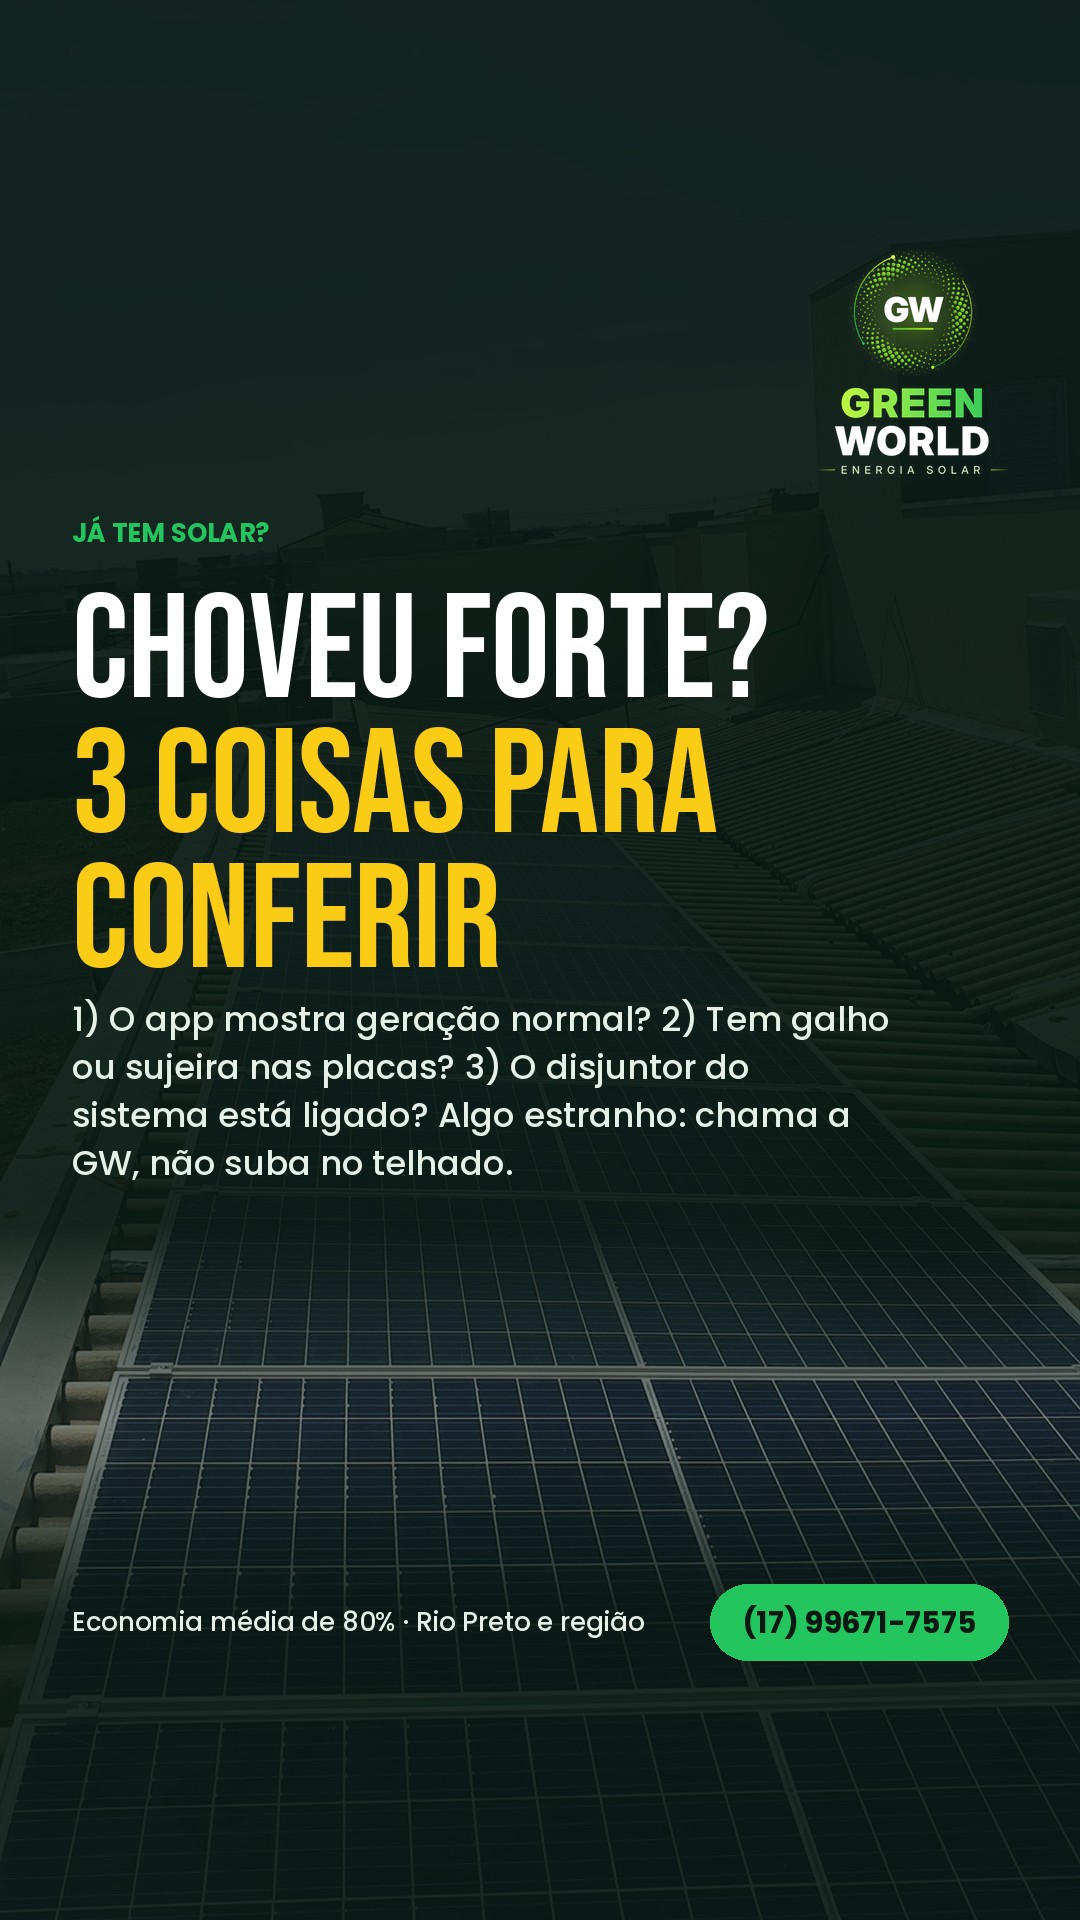 GW
GREEN
WORLD
ENERGIA SOLAR
JÁ TEM SOLAR?
CHOVEU FORTE?
3 COISAS PARA
CONFERIR
1) O app mostra geração normal? 2) Tem galho
ou sujeira nas placas? 3) O disjuntor do
sistema está ligado? Algo estranho: chama a
GW, não suba no telhado.
Economia média de 80% · Rio Preto e região
(17) 99671-7575